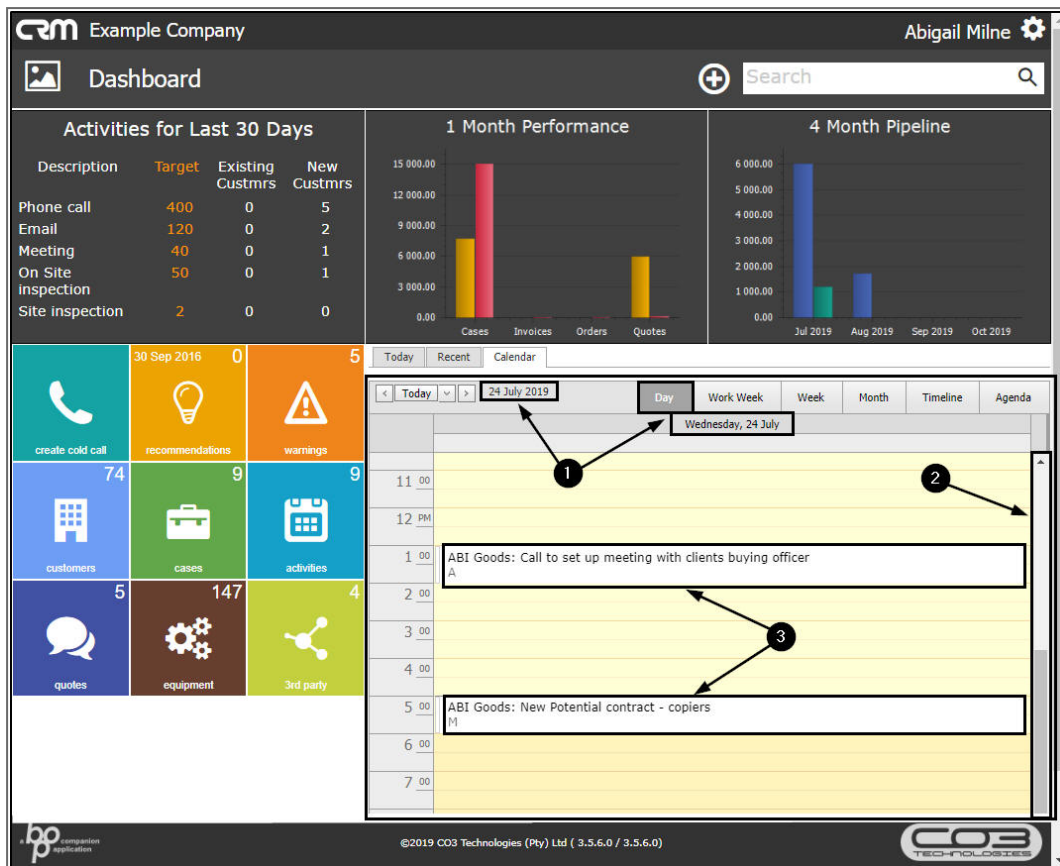 CRM Example Company
Abigail Milne
Dashboard
Search
Activities for Last 30 Days
Description Target Existing Custmrs New Custmrs
Phone call 400 0 5
Email 120 0 2
Meeting 40 0 1
On Site inspection 50 0 1
Site inspection 2 0 0
1 Month Performance
15 000.00
12 000.00
9 000.00
6 000.00
3 000.00
0.00
Cases Invoices Orders Quotes
4 Month Pipeline
6 000.00
5 000.00
4 000.00
3 000.00
2 000.00
1 000.00
0.00
Jul 2019 Aug 2019 Sep 2019 Oct 2019
create cold call
30 Sep 2016 0
recommendations
5
warnings
74
customers
9
cases
9
activities
5
quotes
147
equipment
4
3rd party
Today Recent Calendar
Today 24 July 2019 Day Work Week Week Month Timeline Agenda
Wednesday, 24 July
1
2
11 00
12 PM
1 00 ABI Goods: Call to set up meeting with clients buying officer
A
2 00
3 00
3
4 00
5 00 ABI Goods: New Potential contract - copiers
M
6 00
7 00
a bpo companion application
©2019 CO3 Technologies (Pty) Ltd ( 3.5.6.0 / 3.5.6.0)
CO3
TECHNOLOGIES